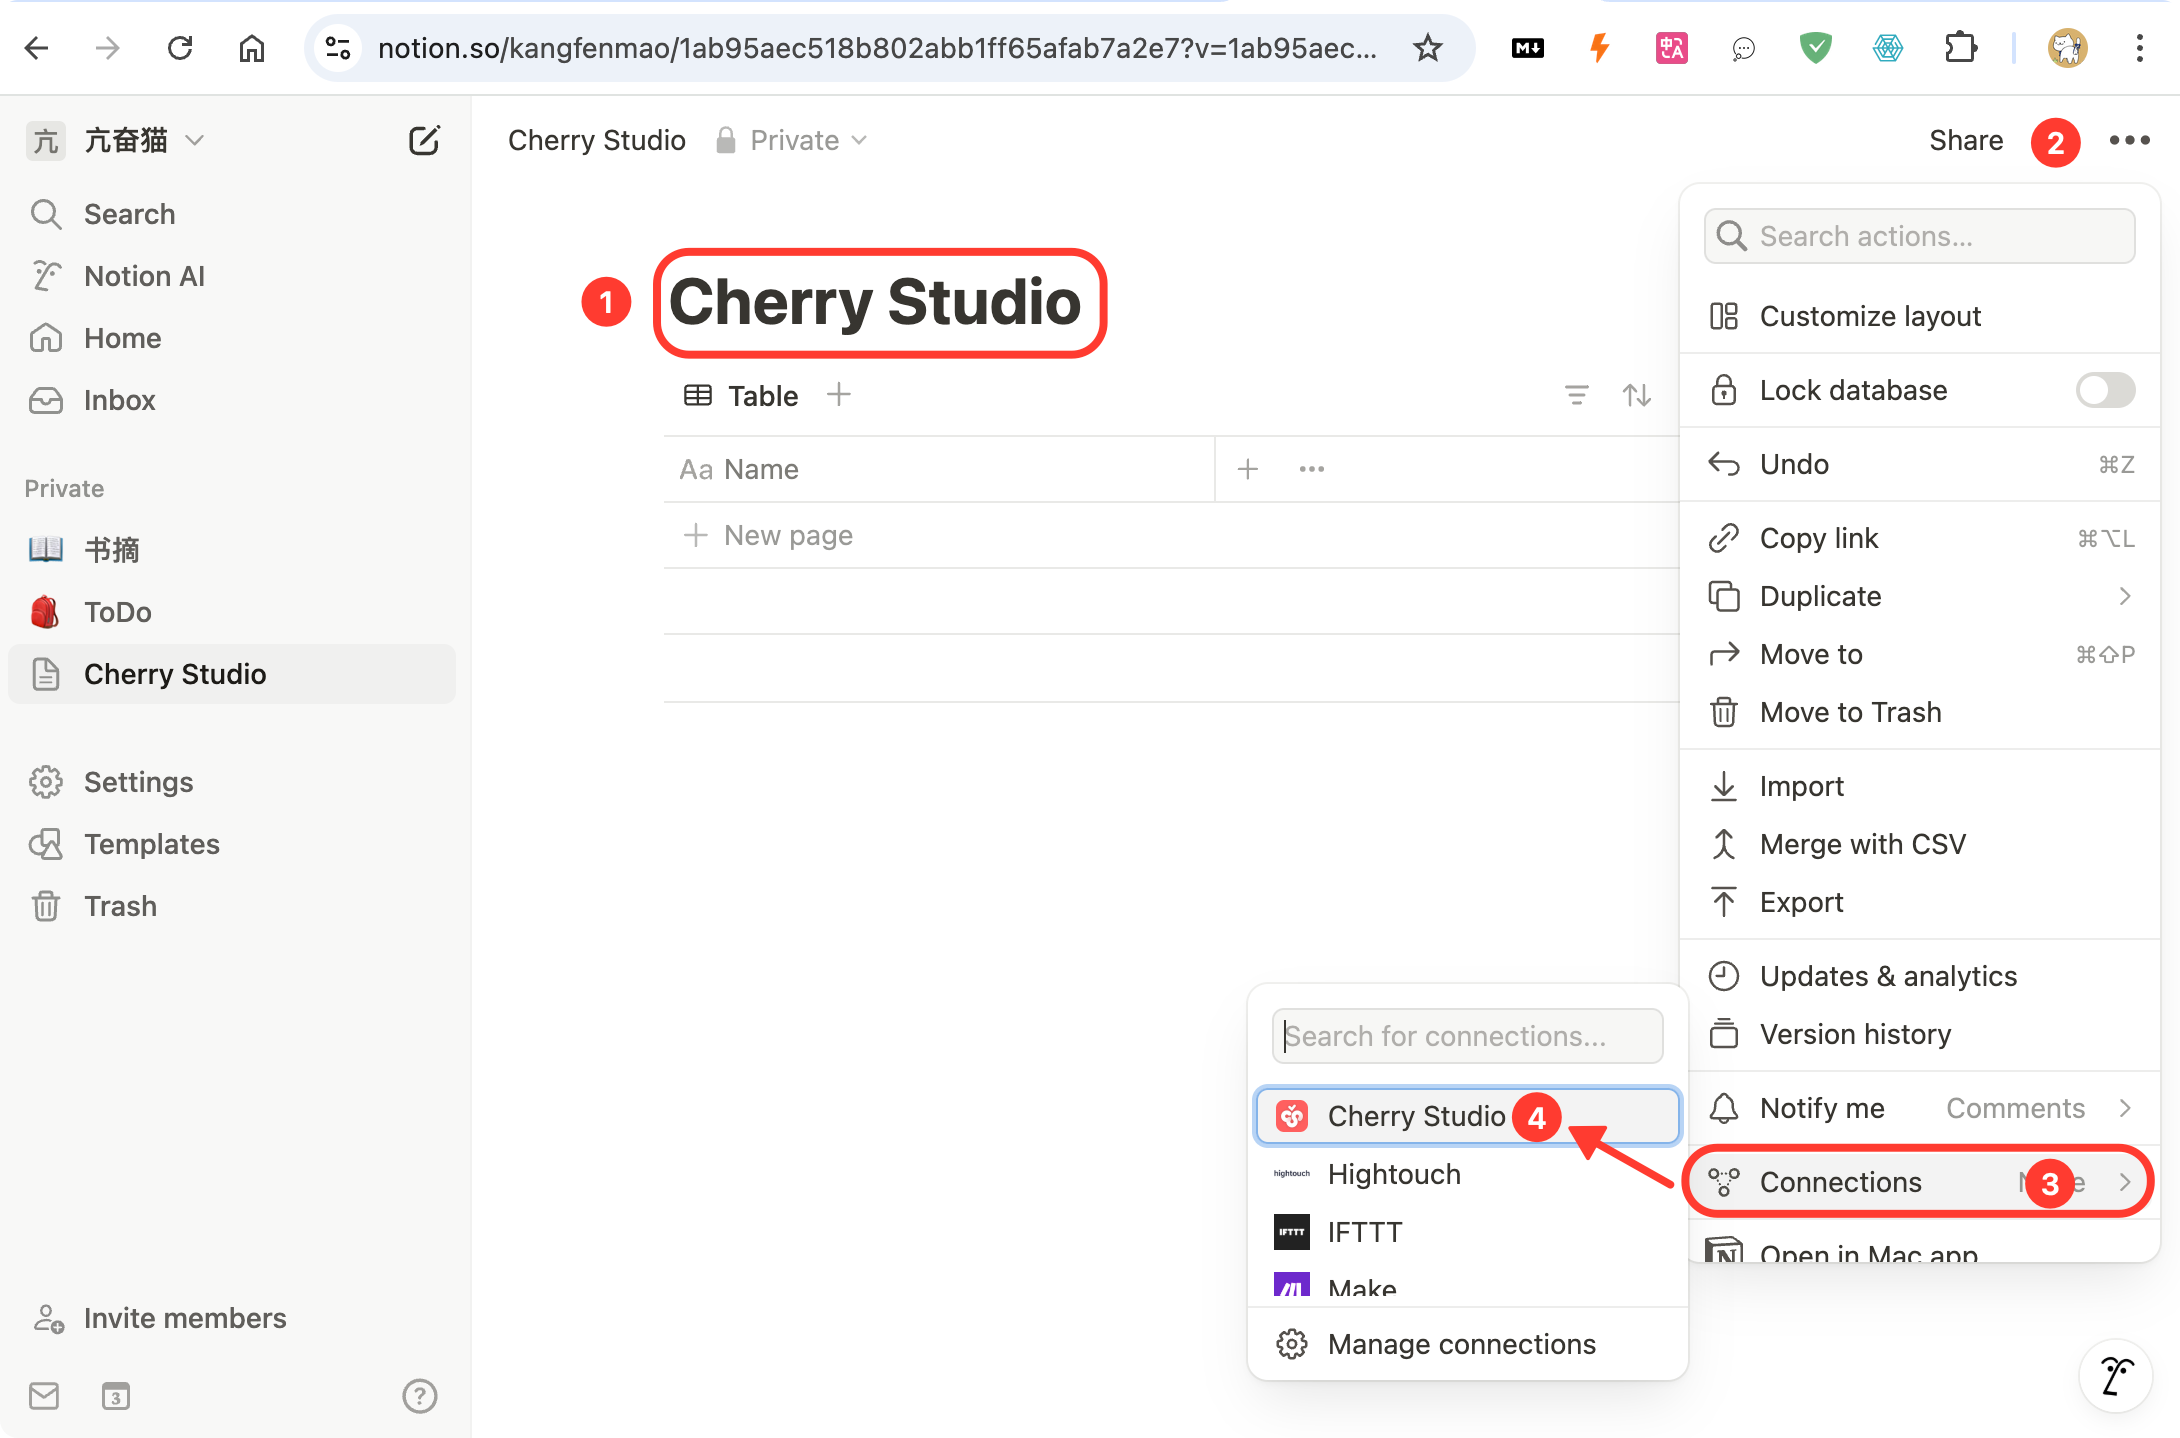 notion.so/kangfenmao/1ab95aec518b802abb1ff65afab7a2e7?v=1ab95aec...
亢 亢奋猫
Search
Notion AI
Home
Inbox
Private
书摘
ToDo
Cherry Studio
Settings
Templates
Trash
Invite members
3
?
Cherry Studio Private
Share 2
1 Cherry Studio
Table
Aa Name
New page
Search actions...
Customize layout
Lock database
Undo ⌘Z
Copy link ⌘⌥L
Duplicate
Move to ⌘⇧P
Move to Trash
Import
Merge with CSV
Export
Updates & analytics
Version history
Notify me Comments
Connections 3
Open in Mac app
Search for connections...
Cherry Studio 4
hightouch Hightouch
IFTTT IFTTT
Make
Manage connections